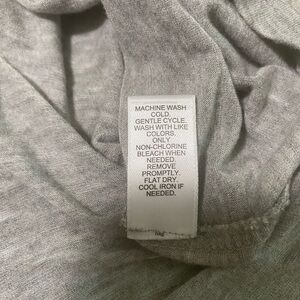 MACHINE WASH
COLD.
GENTLE CYCLE.
WASH WITH LIKE
COLORS.
ONLY
NON-CHLORINE
BLEACH WHEN
NEEDED.
REMOVE
PROMPTLY.
FLAT DRY.
COOL IRON IF
NEEDED.